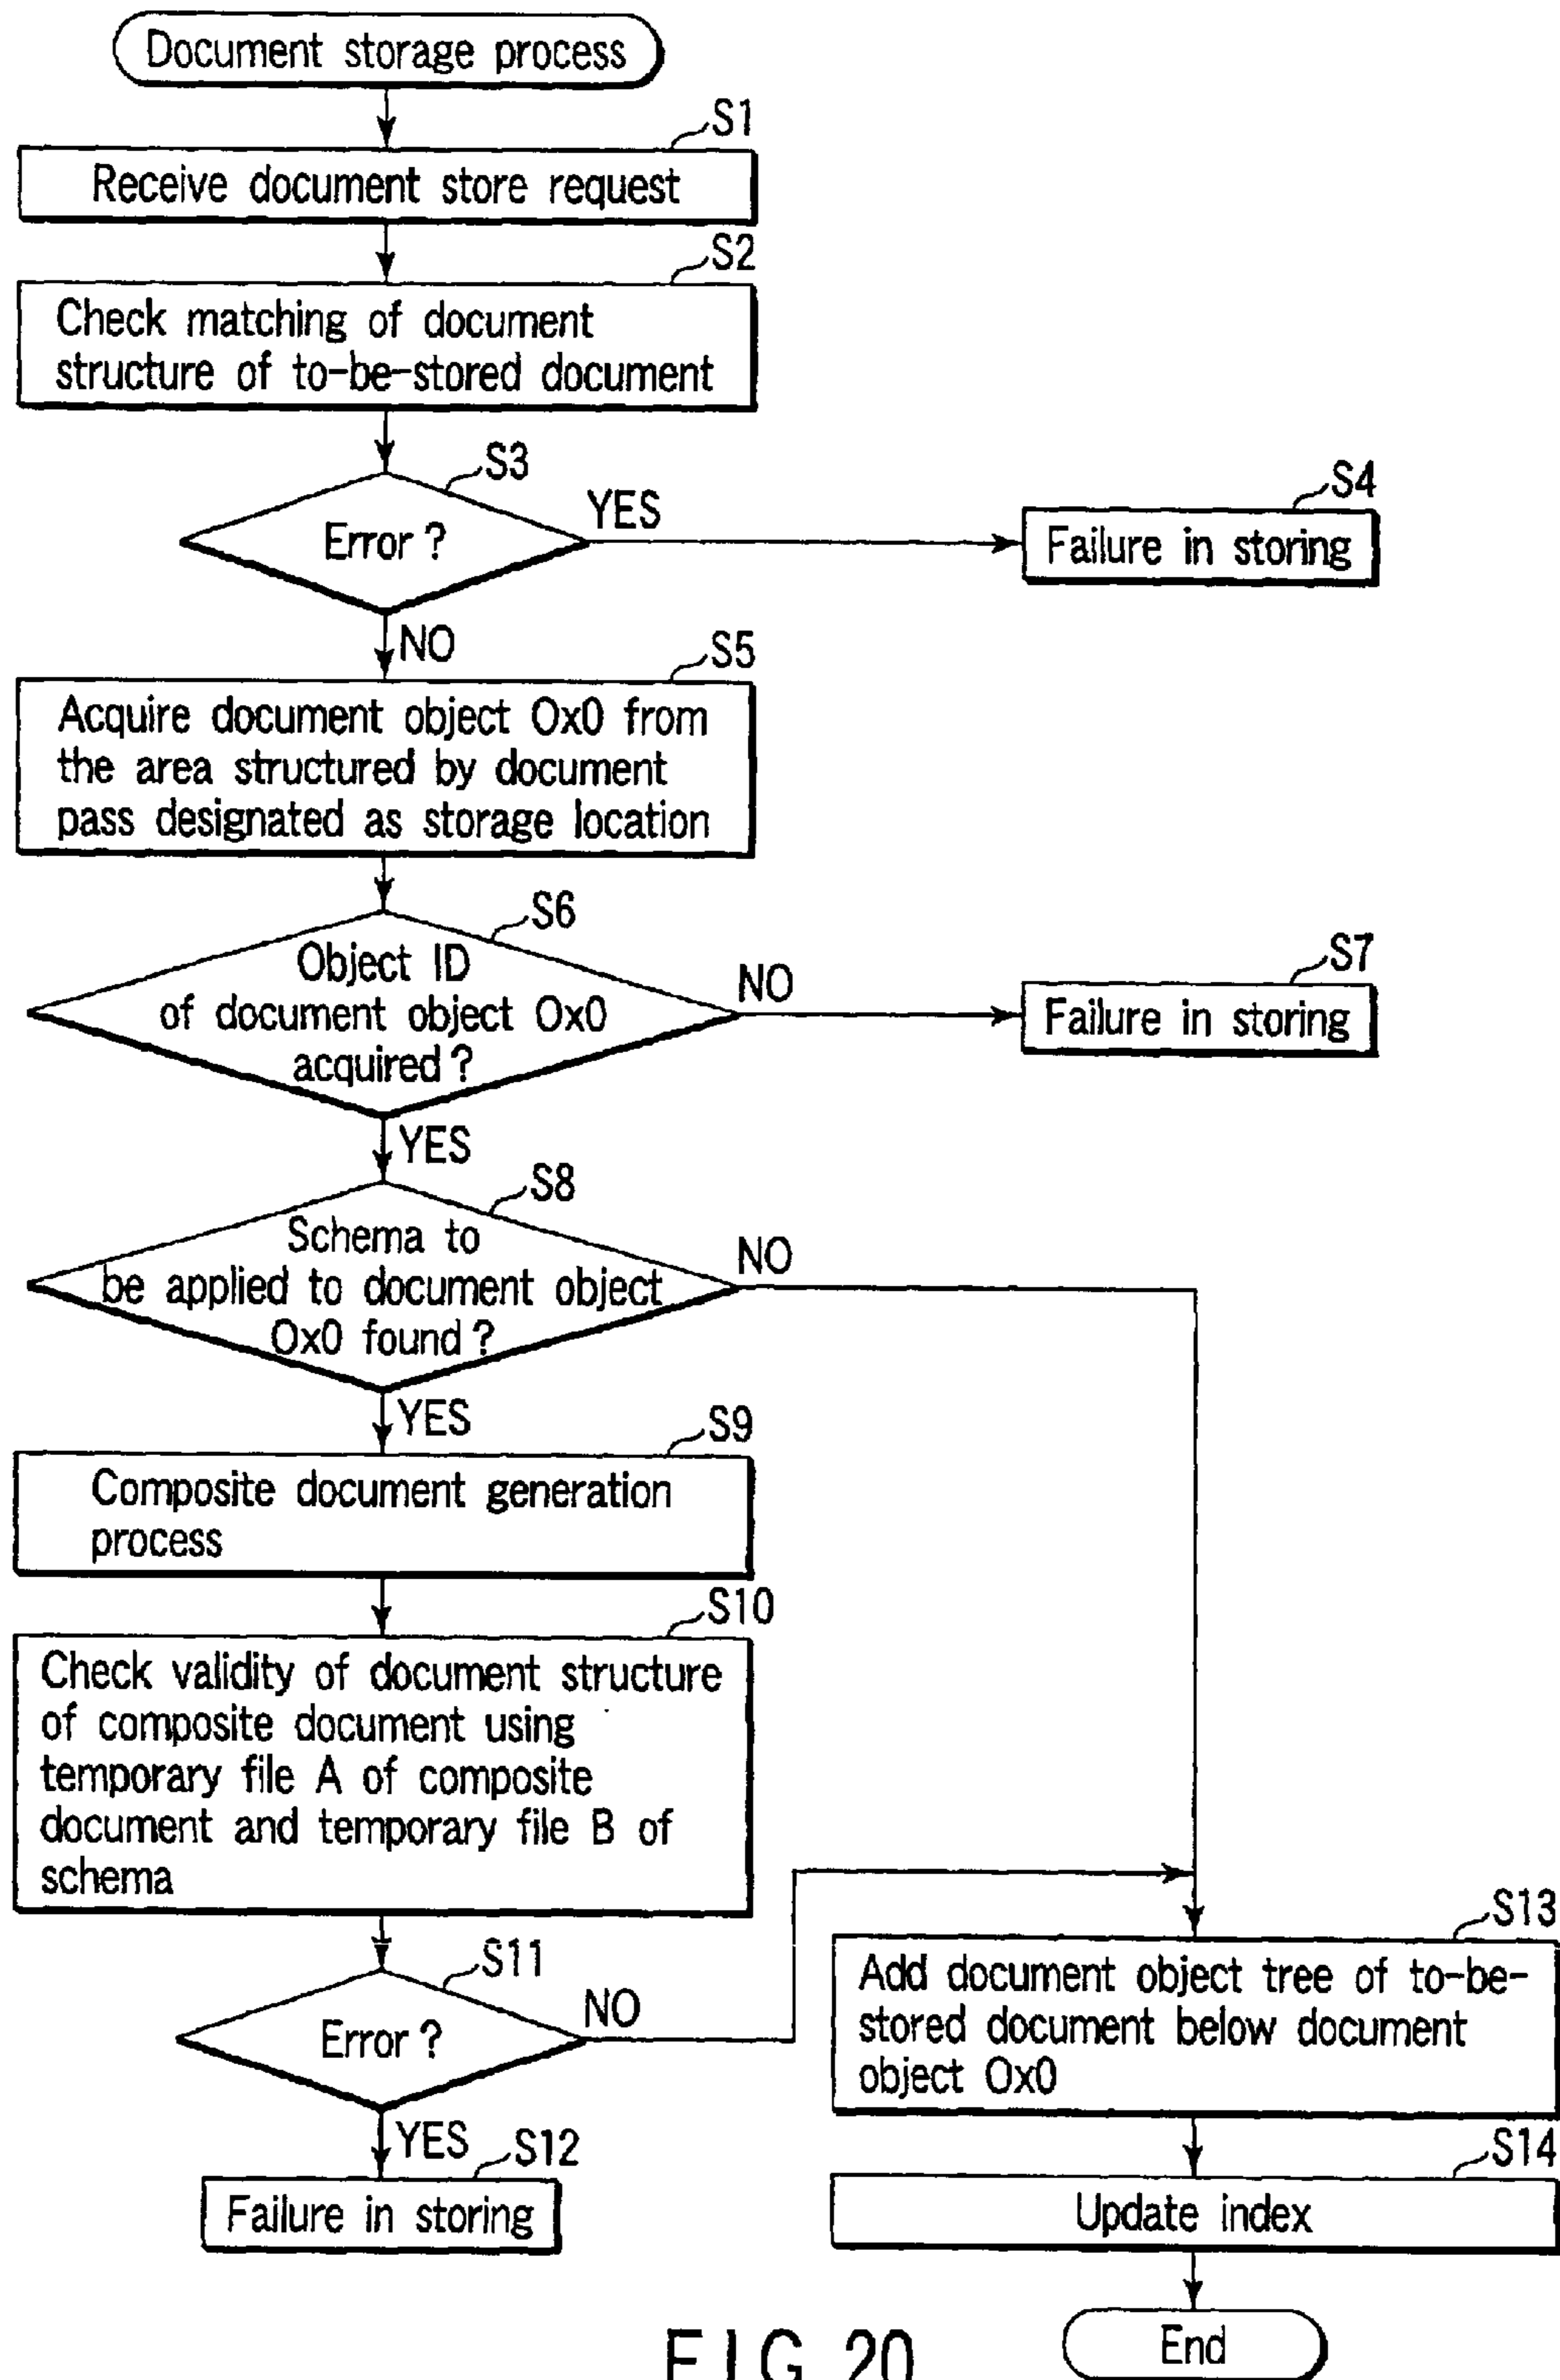 Document storage process
S1
Receive document store request
S2
Check matching of document
structure of to-be-stored document
S3
Error?
YES
S4
Failure in storing
NO
S5
Acquire document object Ox0 from
the area structured by document
pass designated as storage location
S6
Object ID
of document object Ox0
acquired?
NO
S7
Failure in storing
YES
S8
Schema to
be applied to document object
Ox0 found?
NO
YES
S9
Composite document generation
process
S10
Check validity of document structure
of composite document using
temporary file A of composite
document and temporary file B of
schema
S11
Error?
NO
YES
S12
Failure in storing
S13
Add document object tree of to-be-
stored document below document
object Ox0
S14
Update index
End
FIG. 20